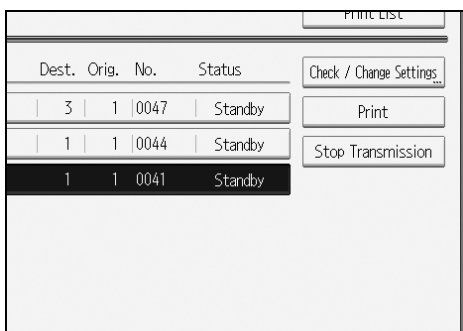 Print List
Dest. Orig. No. Status
Check / Change Settings
3 1 0047 Standby
Print
1 1 0044 Standby
Stop Transmission
1 1 0041 Standby